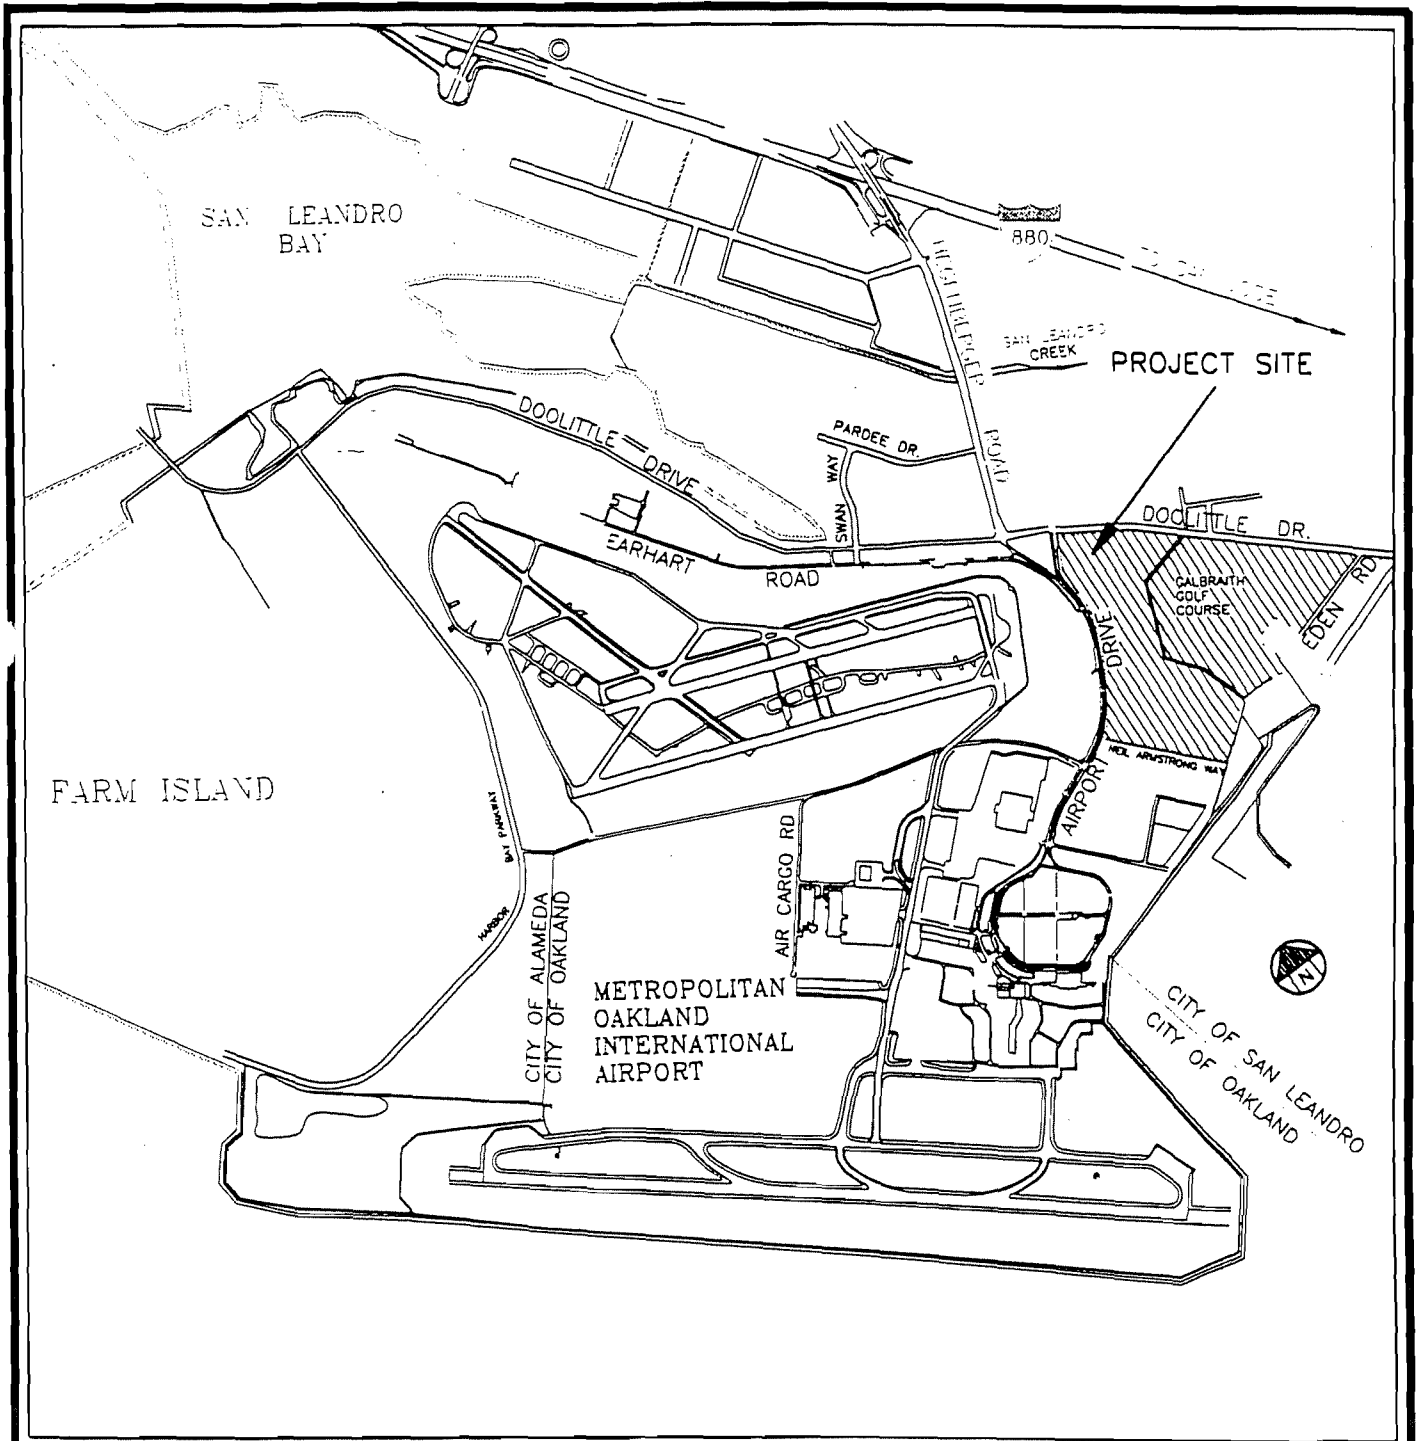 SAN LEANDRO
BAY
880
HEGENBERGER
ROAD
SAN LEANDRO
CREEK
PROJECT SITE
DOOLITTLE
DRIVE
PARDEE DR.
SWAN WAY
DOOLITTLE DR.
EARHART
ROAD
GALBRAITH
GOLF
COURSE
EDEN RD
DRIVE
AIRPORT
NEIL ARMSTRONG WAY
FARM ISLAND
BAY PARKWAY
HARBOR
AIR CARGO RD
CITY OF ALAMEDA
CITY OF OAKLAND
METROPOLITAN
OAKLAND
INTERNATIONAL
AIRPORT
N
CITY OF SAN LEANDRO
CITY OF OAKLAND